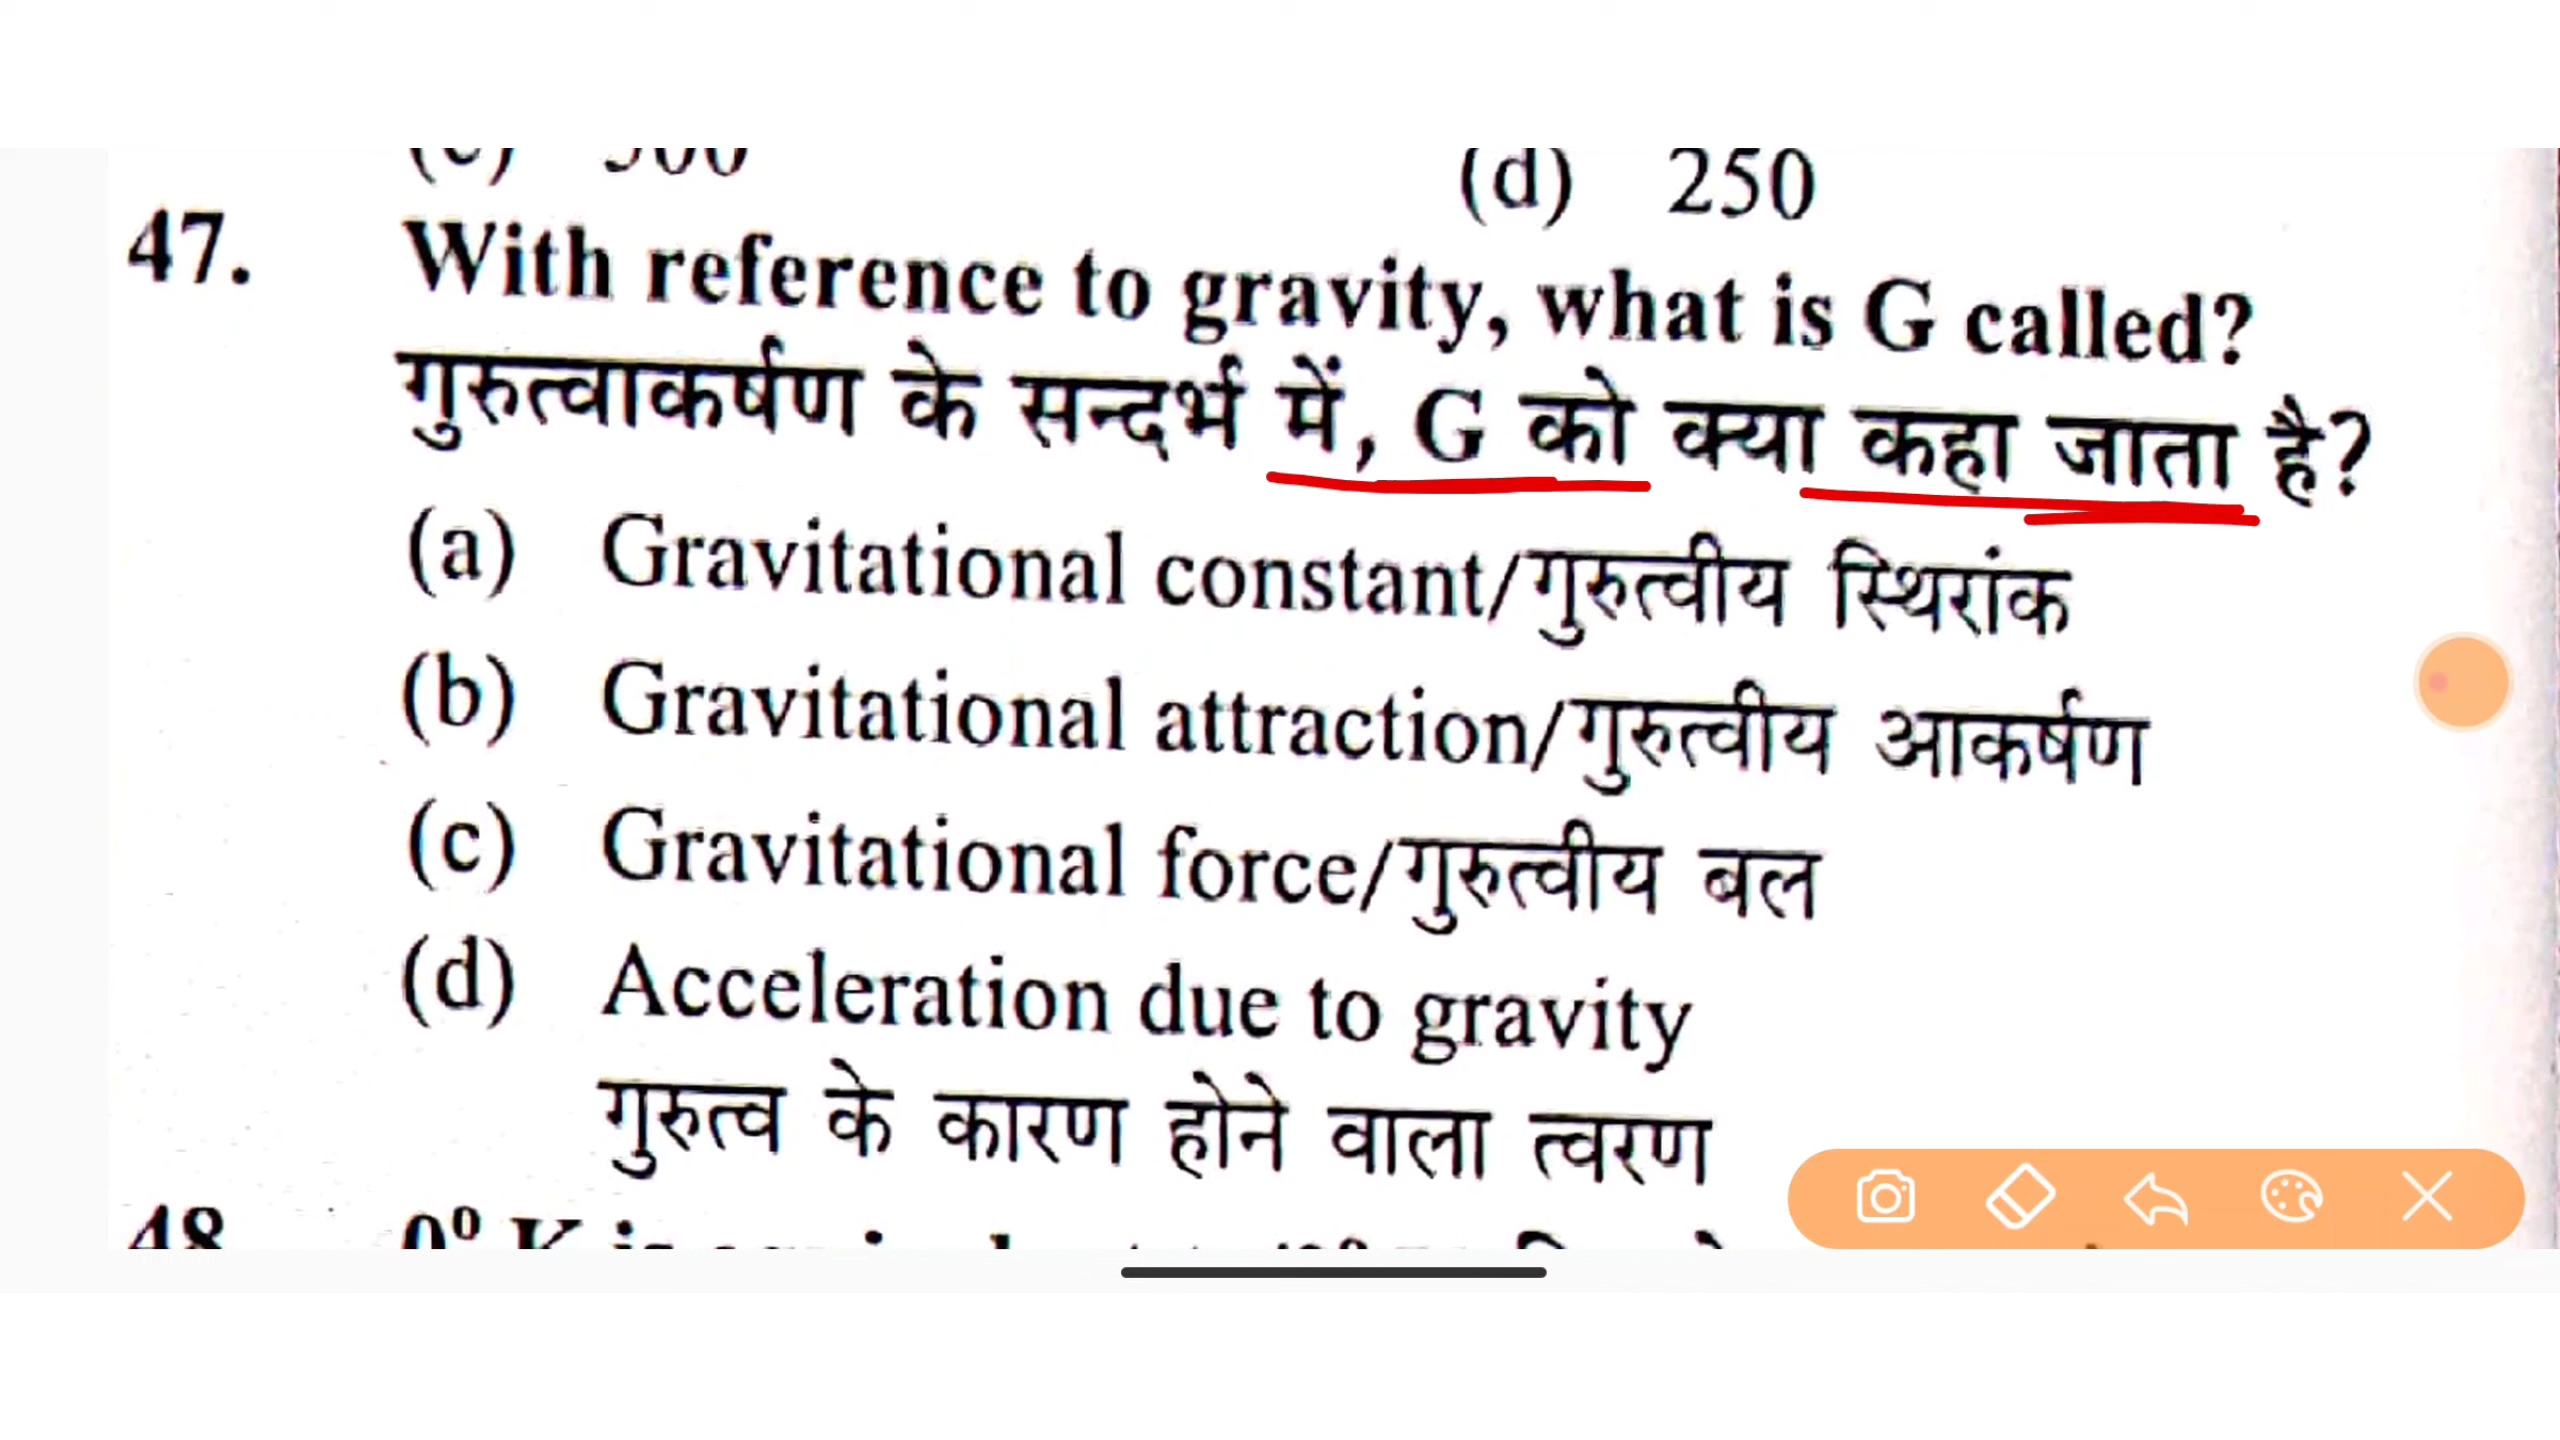 (d) 250
47. With reference to gravity, what is G called?
गुरुत्वाकर्षण के सन्दर्भ में, G को क्या कहा जाता है?
(a) Gravitational constant/गुरुत्वीय स्थिरांक
(b) Gravitational attraction/गुरुत्वीय आकर्षण
(c) Gravitational force/गुरुत्वीय बल
(d) Acceleration due to gravity
गुरुत्व के कारण होने वाला त्वरण
48